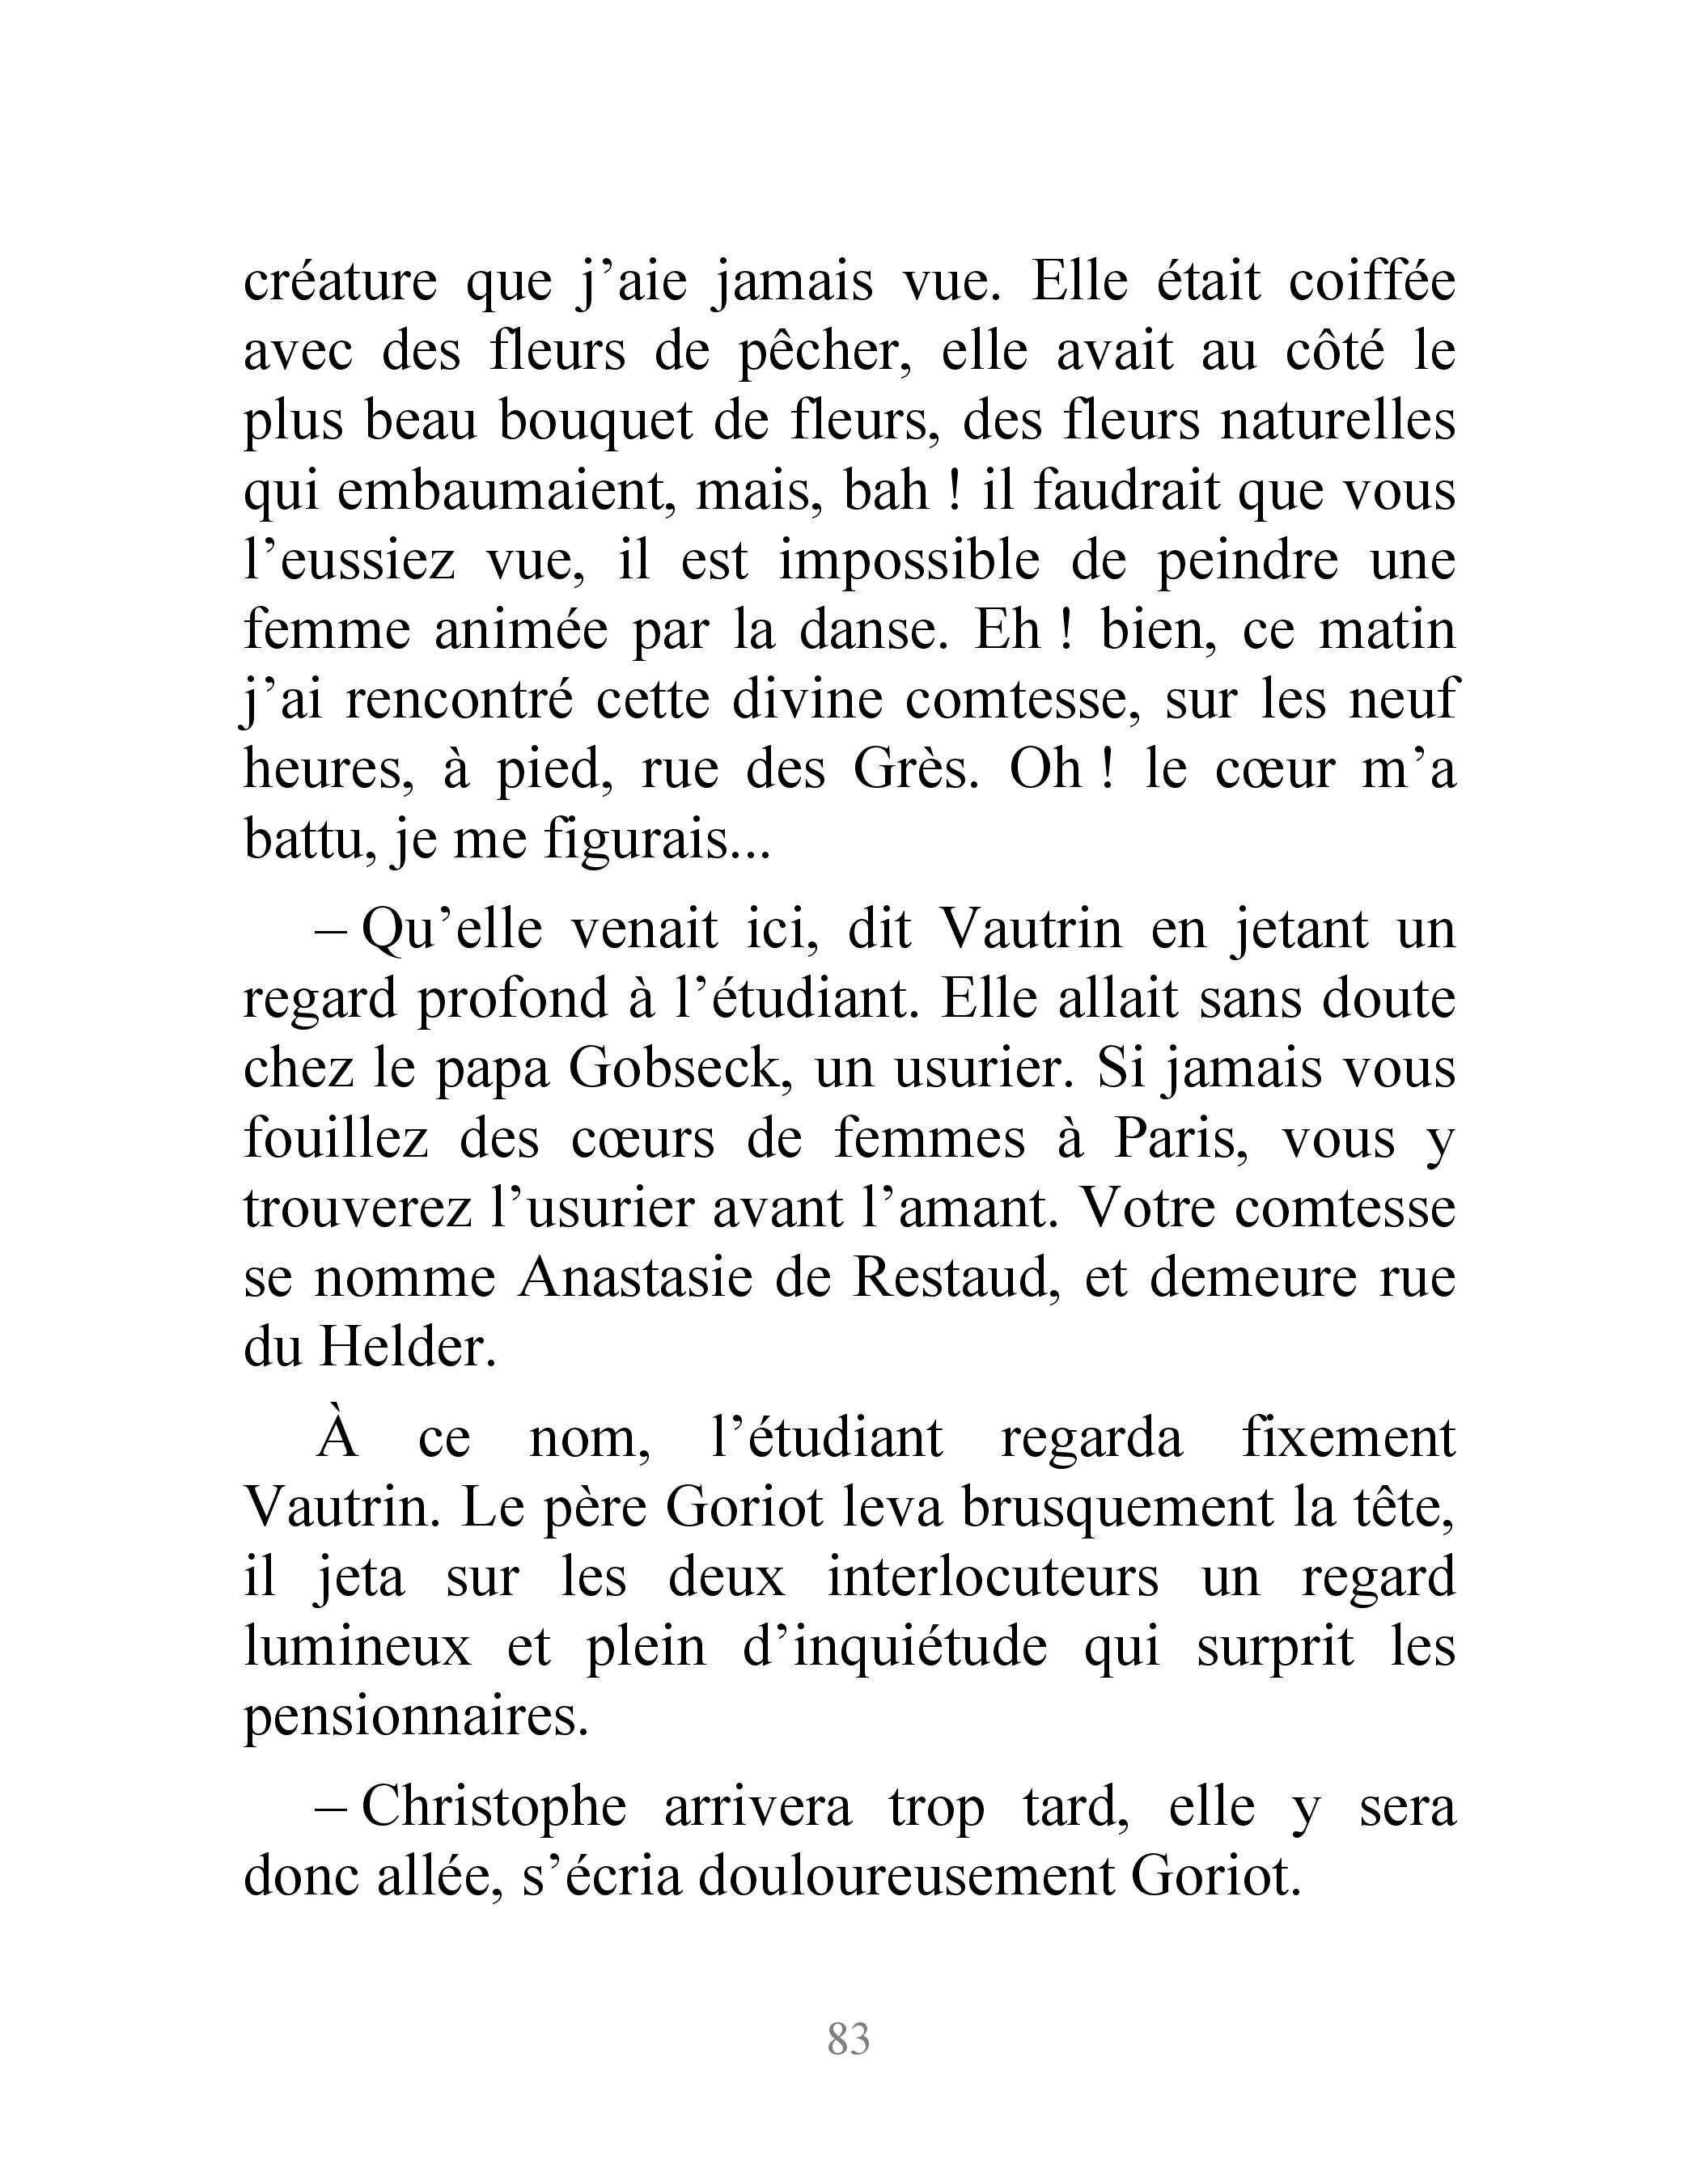 créature que j’aie jamais vue. Elle était coiffée
avec des fleurs de pêcher, elle avait au côté le
plus beau bouquet de fleurs, des fleurs naturelles
qui embaumaient, mais, bah ! il faudrait que vous
l’eussiez vue, il est impossible de peindre une
femme animée par la danse. Eh ! bien, ce matin
j’ai rencontré cette divine comtesse, sur les neuf
heures, à pied, rue des Grès. Oh ! le cœur m’a
battu, je me figurais...
– Qu’elle venait ici, dit Vautrin en jetant un
regard profond à l’étudiant. Elle allait sans doute
chez le papa Gobseck, un usurier. Si jamais vous
fouillez des cœurs de femmes à Paris, vous y
trouverez l’usurier avant l’amant. Votre comtesse
se nomme Anastasie de Restaud, et demeure rue
du Helder.
À ce nom, l’étudiant regarda fixement
Vautrin. Le père Goriot leva brusquement la tête,
il jeta sur les deux interlocuteurs un regard
lumineux et plein d’inquiétude qui surprit les
pensionnaires.
– Christophe arrivera trop tard, elle y sera
donc allée, s’écria douloureusement Goriot.
83